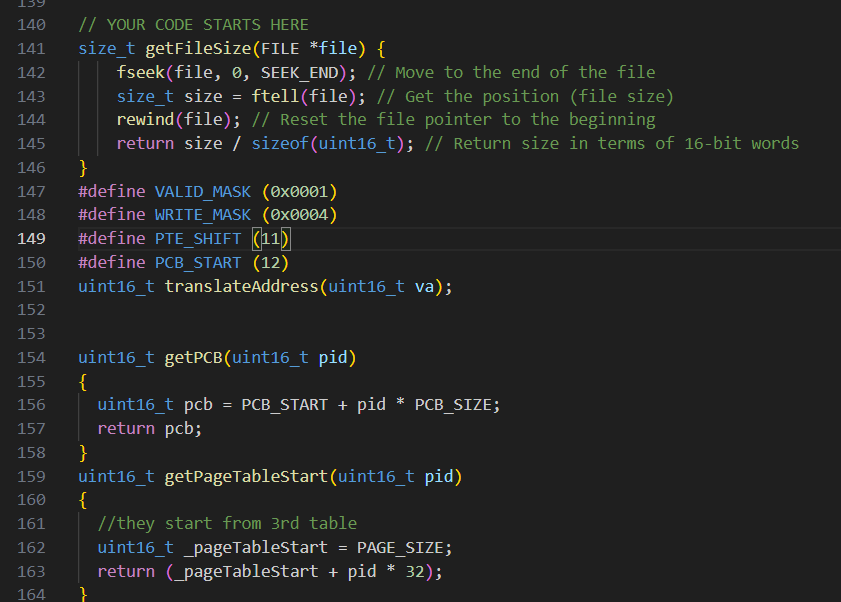 139
140 // YOUR CODE STARTS HERE
141 size_t getFileSize(FILE *file) {
142     fseek(file, 0, SEEK_END); // Move to the end of the file
143     size_t size = ftell(file); // Get the position (file size)
144     rewind(file); // Reset the file pointer to the beginning
145     return size / sizeof(uint16_t); // Return size in terms of 16-bit words
146 }
147 #define VALID_MASK (0x0001)
148 #define WRITE_MASK (0x0004)
149 #define PTE_SHIFT (11)
150 #define PCB_START (12)
151 uint16_t translateAddress(uint16_t va);
152
153
154 uint16_t getPCB(uint16_t pid)
155 {
156   uint16_t pcb = PCB_START + pid * PCB_SIZE;
157   return pcb;
158 }
159 uint16_t getPageTableStart(uint16_t pid)
160 {
161   //they start from 3rd table
162   uint16_t _pageTableStart = PAGE_SIZE;
163   return (_pageTableStart + pid * 32);
164 }